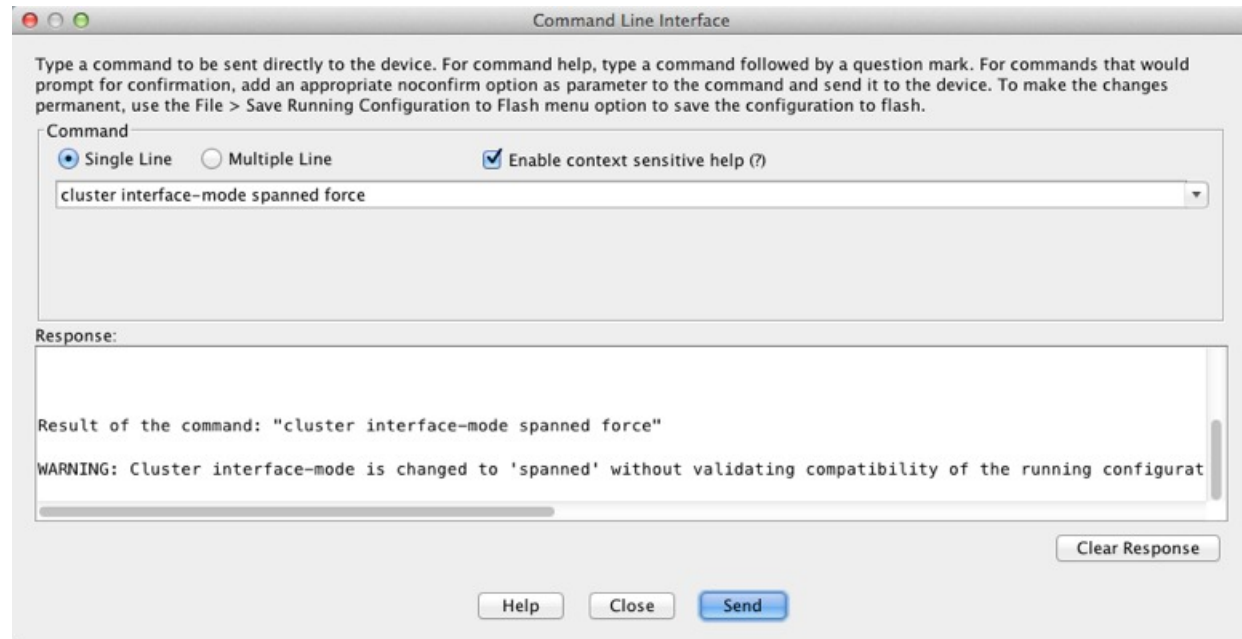 Command Line Interface
Type a command to be sent directly to the device. For command help, type a command followed by a question mark. For commands that would
prompt for confirmation, add an appropriate noconfirm option as parameter to the command and send it to the device. To make the changes
permanent, use the File > Save Running Configuration to Flash menu option to save the configuration to flash.
Command
Single Line Multiple Line Enable context sensitive help (?)
cluster interface-mode spanned force
Response:
Result of the command: "cluster interface-mode spanned force"
WARNING: Cluster interface-mode is changed to 'spanned' without validating compatibility of the running configurat
Clear Response
Help Close Send